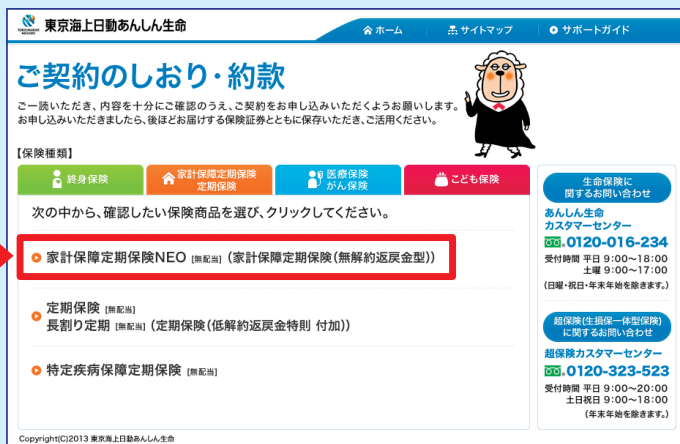 東京海上日動あんしん生命
ホーム
サイトマップ
サポートガイド
ご契約のしおり・約款
ご一読いただき、内容を十分にご確認のうえ、ご契約をお申し込みいただくようお願いします。
お申し込みいただきましたら、後ほどお届けする保険証券とともに保存いただき、ご活用ください。
【保険種類】
終身保険
家計保障定期保険
定期保険
医療保険
がん保険
こども保険
次の中から、確認したい保険商品を選び、クリックしてください。
家計保障定期保険NEO [無配当] (家計保障定期保険(無解約返戻金型))
定期保険 [無配当]
長割り定期 [無配当] (定期保険(低解約返戻金特則 付加))
特定疾病保障定期保険 [無配当]
生命保険に
関するお問い合わせ
あんしん生命
カスタマーセンター
0120-016-234
受付時間 平日 9:00〜18:00
土曜 9:00〜17:00
(日曜・祝日・年末年始を除きます。)
超保険(生損保一体型保険)
に関するお問い合わせ
超保険カスタマーセンター
0120-323-523
受付時間 平日 9:00〜20:00
土日祝日 9:00〜18:00
(年末年始を除きます。)
Copyright(C)2013 東京海上日動あんしん生命